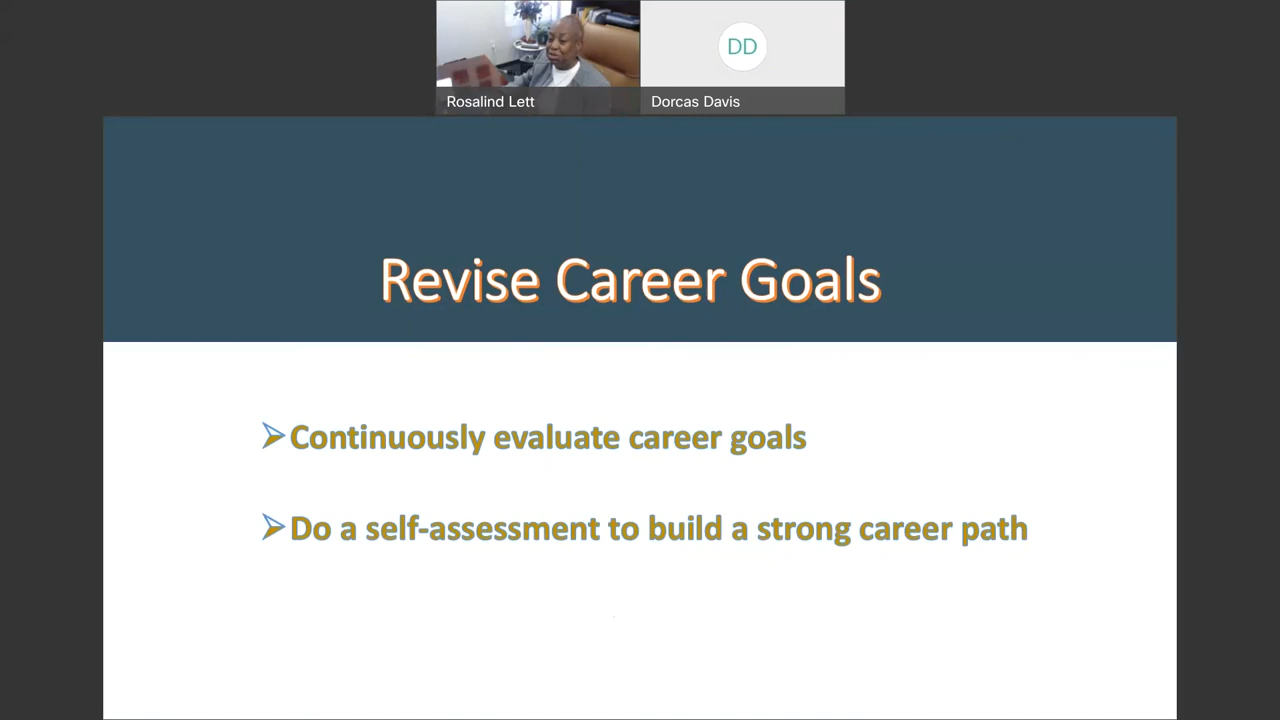 DD
Rosalind Lett
Dorcas Davis
Revise Career Goals
Continuously evaluate career goals
Do a self-assessment to build a strong career path